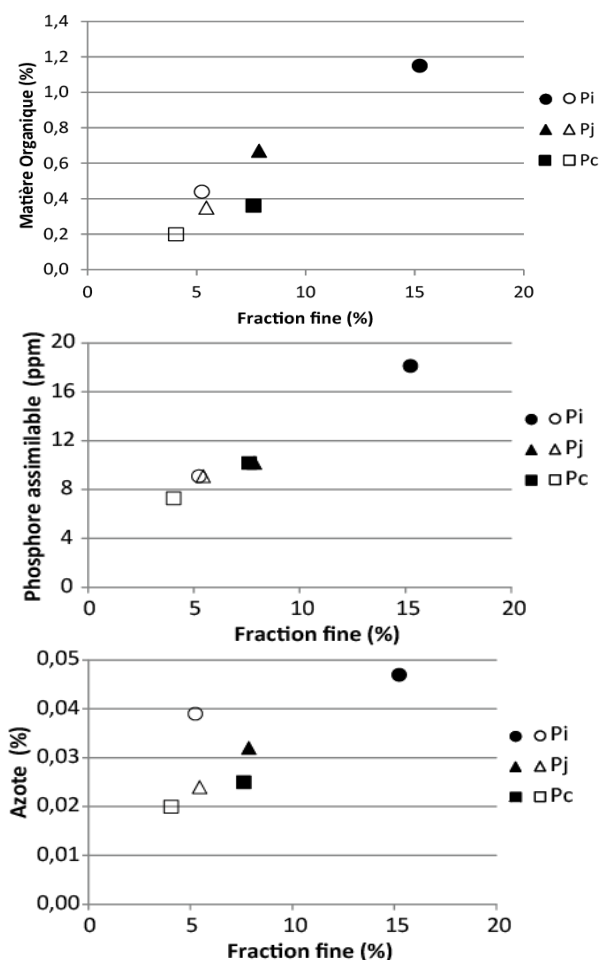 1,4
1,2
1,0
0,8
0,6
0,4
0,2
0,0
Matière Organique (%)
0 5 10 15 20
Fraction fine (%)
Pi
Pj
Pc
20
16
12
8
4
0
Phosphore assimilable (ppm)
0 5 10 15 20
Fraction fine (%)
Pi
Pj
Pc
0,05
0,04
0,03
0,02
0,01
0,00
Azote (%)
0 5 10 15 20
Fraction fine (%)
Pi
Pj
Pc